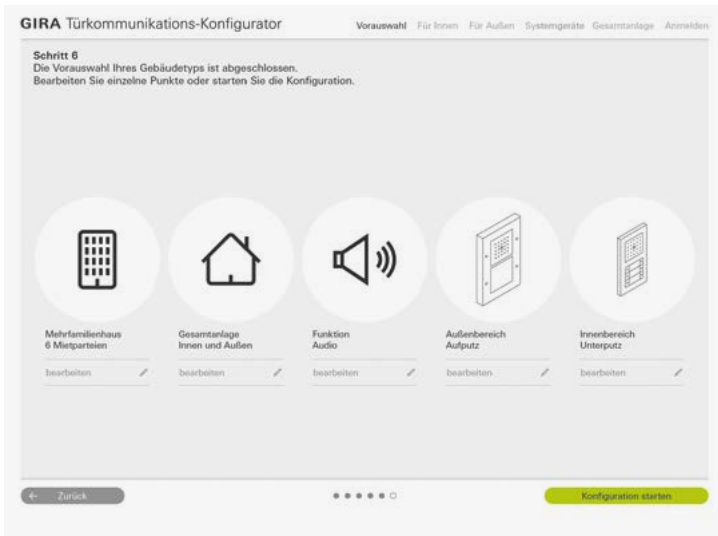 GIRA Türkommunikations-Konfigurator
Vorauswahl Für Innen Für Außen Systemgeräte Gesamtanlage Anmelden
Schritt 6
Die Vorauswahl Ihres Gebäudetyps ist abgeschlossen.
Bearbeiten Sie einzelne Punkte oder starten Sie die Konfiguration.
Mehrfamilienhaus
6 Mietparteien
bearbeiten
Gesamtanlage
Innen und Außen
bearbeiten
Funktion
Audio
bearbeiten
Außenbereich
Aufputz
bearbeiten
Innenbereich
Unterputz
bearbeiten
← Zurück
Konfiguration starten